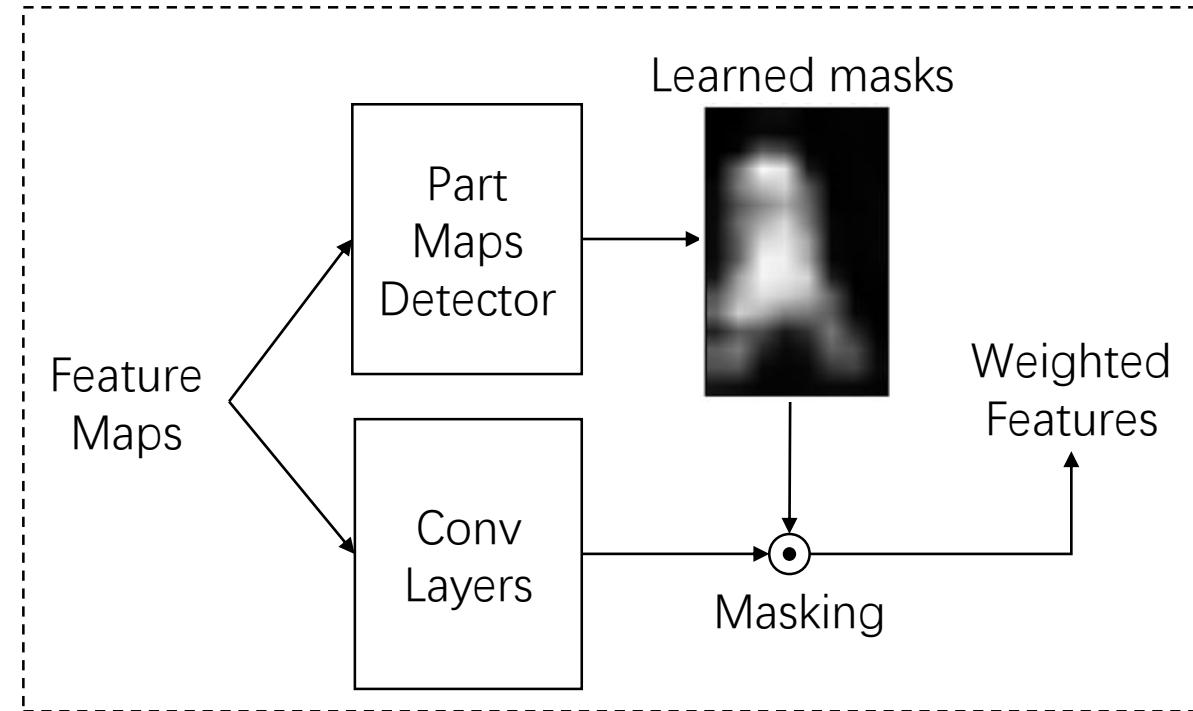 Learned masks
Part
Maps
Detector
Feature
Maps
Weighted
Features
Conv
Layers
Masking